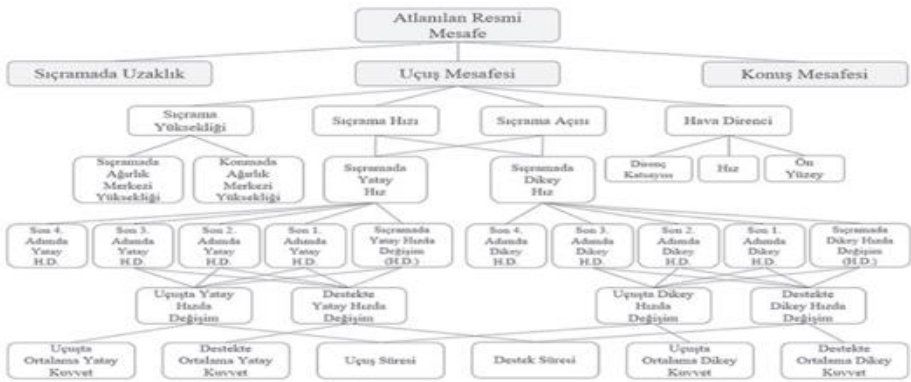 Atlanılan Resmi
Mesafe
Sıçramada Uzaklık
Uçuş Mesafesi
Konuş Mesafesi
Sıçrama
Yüksekliği
Sıçrama Hızı
Sıçrama Açısı
Hava Direnci
Sıçramada
Ağırlık
Merkezi
Yüksekliği
Konmada
Ağırlık
Merkezi
Yüksekliği
Sıçramada
Yatay
Hız
Sıçramada
Dikey
Hız
Direnç
Katsayısı
Hız
Ön
Yüzey
Son 4.
Adımda
Yatay
H.D.
Son 3.
Adımda
Yatay
H.D.
Son 2.
Adımda
Yatay
H.D.
Son 1.
Adımda
Yatay
H.D.
Sıçramada
Yatay Hızda
Değişim
(H.D.)
Son 4.
Adımda
Dikey
H.D.
Son 3.
Adımda
Dikey
H.D.
Son 2.
Adımda
Dikey
H.D.
Son 1.
Adımda
Dikey
H.D.
Sıçramada
Dikey Hızda
Değişim
(H.D.)
Uçuşta Yatay
Hızda
Değişim
Destekte
Yatay Hızda
Değişim
Uçuşta Dikey
Hızda
Değişim
Destekte
Dikey Hızda
Değişim
Uçuşta
Ortalama Yatay
Kuvvet
Destekte
Ortalama Yatay
Kuvvet
Uçuş Süresi
Destek Süresi
Uçuşta
Ortalama Dikey
Kuvvet
Destekte
Ortalama Dikey
Kuvvet